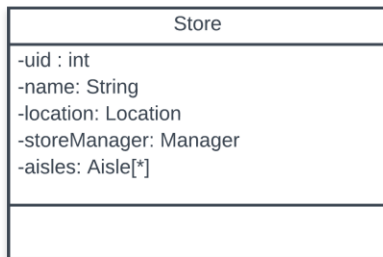 Store
-uid : int
-name: String
-location: Location
-storeManager: Manager
-aisles: Aisle[*]